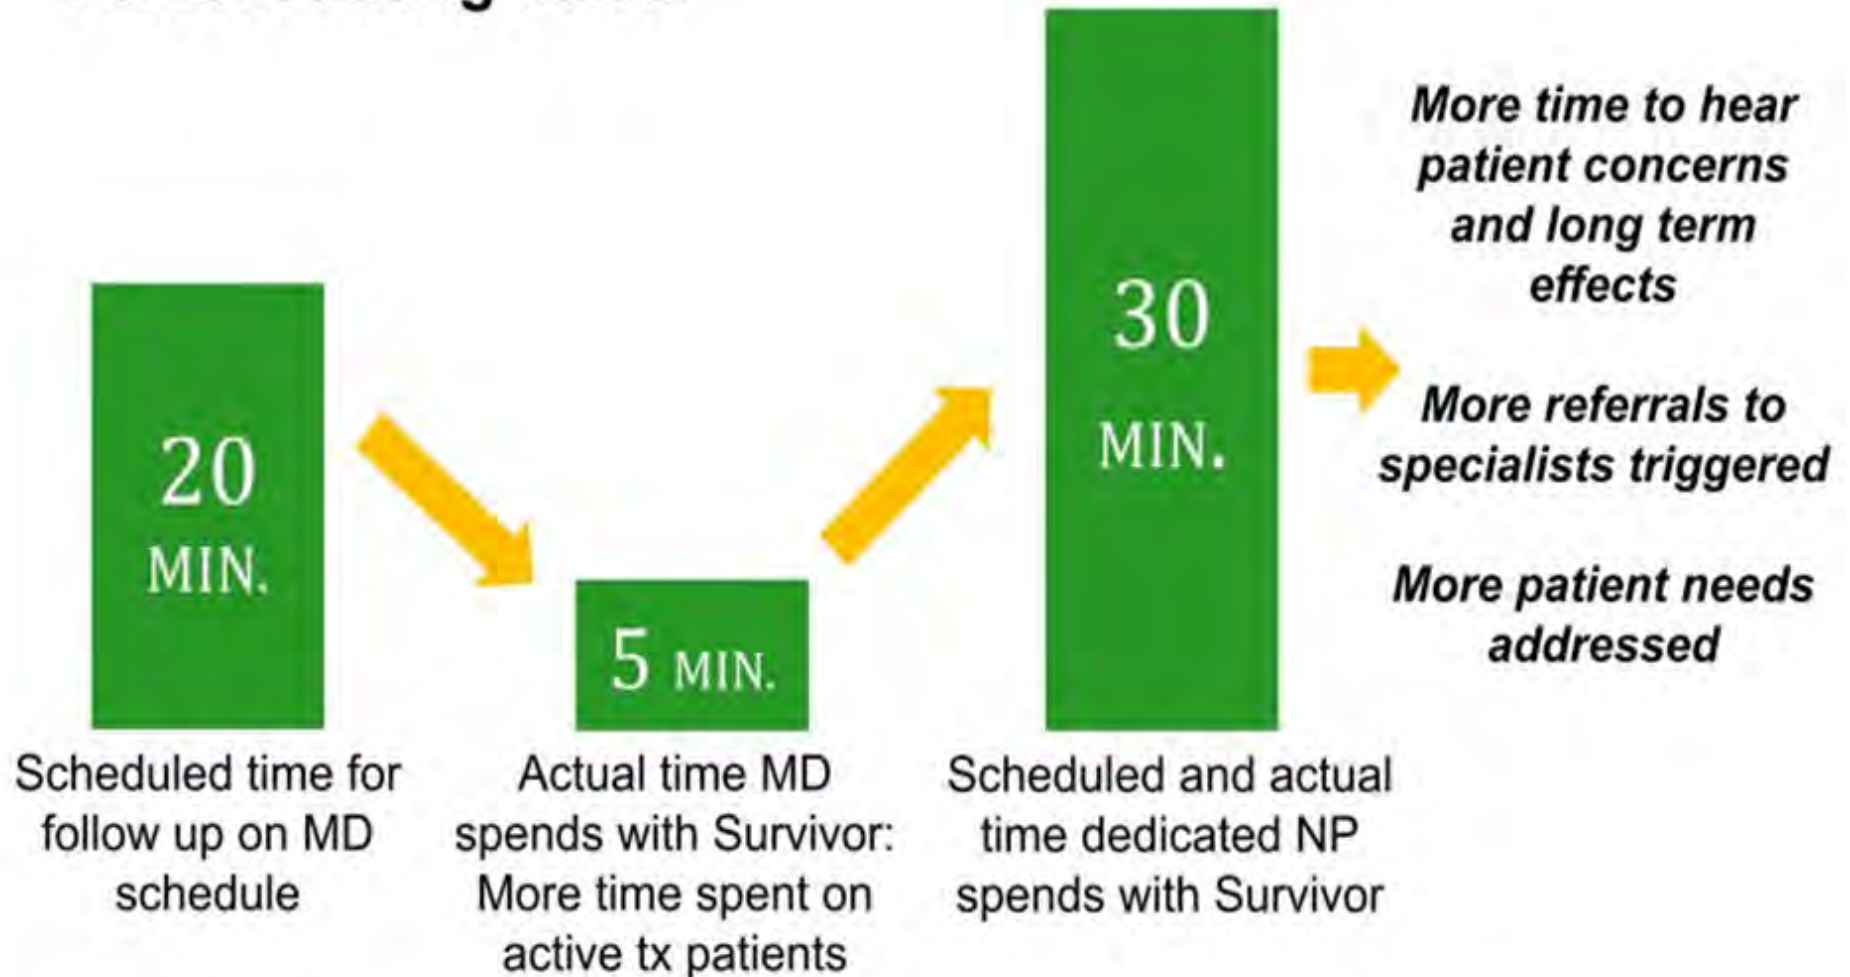 20
MIN.
5 MIN.
30
MIN.
More time to hear
patient concerns
and long term
effects
More referrals to
specialists triggered
More patient needs
addressed
Scheduled time for
follow up on MD
schedule
Actual time MD
spends with Survivor:
More time spent on
active tx patients
Scheduled and actual
time dedicated NP
spends with Survivor